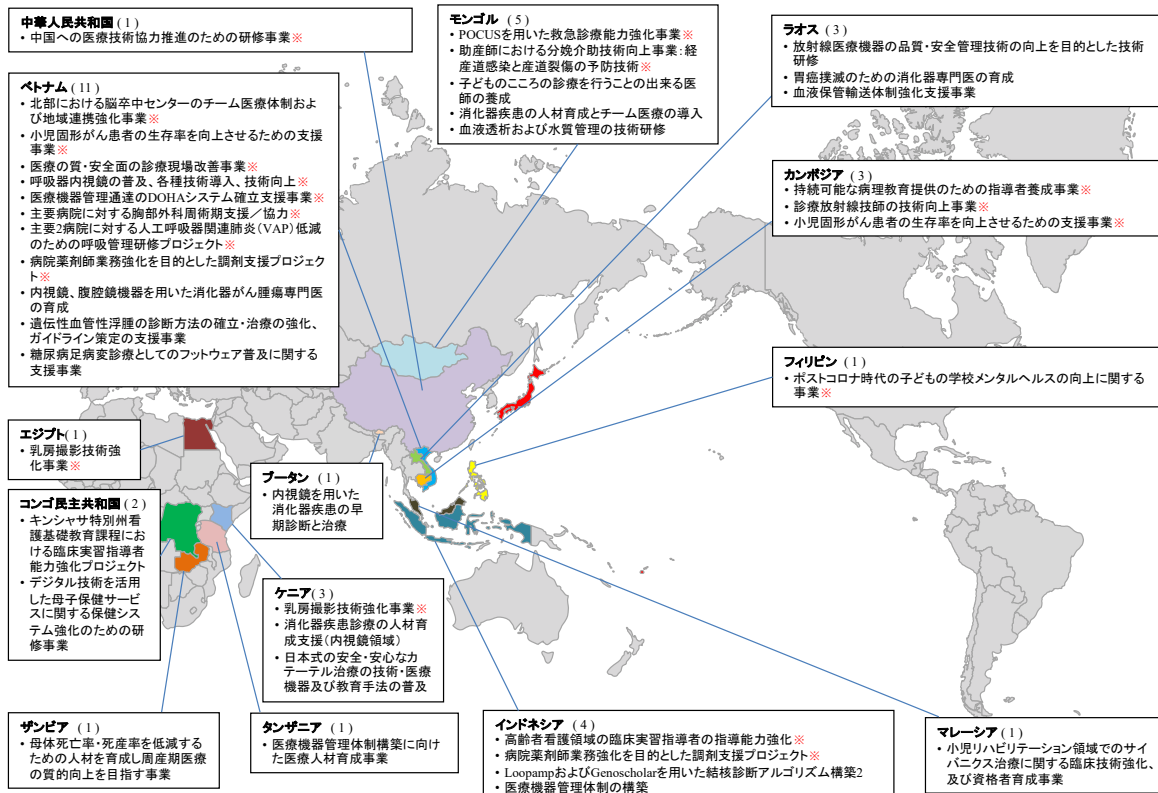 中華人民共和国 ( 1 )
• 中国への医療技術協力推進のための研修事業※
ベトナム ( 11 )
• 北部における脳卒中センターのチーム医療体制およ
び地域連携強化事業※
• 小児固形がん患者の生存率を向上させるための支援
事業※
• 医療の質・安全面の診療現場改善事業※
• 呼吸器内視鏡の普及、各種技術導入、技術向上※
• 医療機器管理通達のDOHAシステム確立支援事業※
• 主要病院に対する胸部外科周術期支援／協力※
• 主要2病院に対する人工呼吸器関連肺炎（VAP）低減
のための呼吸管理研修プロジェクト※
• 病院薬剤師業務強化を目的とした調剤支援プロジェク
ト※
• 内視鏡、腹腔鏡機器を用いた消化器がん腫瘍専門医
の育成
• 遺伝性血管性浮腫の診断方法の確立・治療の強化、
ガイドライン策定の支援事業
• 糖尿病足病変診療としてのフットウェア普及に関する
支援事業
モンゴル ( 5 )
• POCUSを用いた救急診療能力強化事業※
• 助産師における分娩介助技術向上事業：経
産道感染と産道裂傷の予防技術※
• 子どものこころの診療を行うことの出来る医
師の養成
• 消化器疾患の人材育成とチーム医療の導入
• 血液透析および水質管理の技術研修
ラオス ( 3 )
• 放射線医療機器の品質・安全管理技術の向上を目的とした技術
研修
• 胃癌撲滅のための消化器専門医の育成
• 血液保管輸送体制強化支援事業
カンボジア ( 3 )
• 持続可能な病理教育提供のための指導者養成事業※
• 診療放射線技師の技術向上事業※
• 小児固形がん患者の生存率を向上させるための支援事業※
フィリピン ( 1 )
• ポストコロナ時代の子どもの学校メンタルヘルスの向上に関する
事業※
エジプト( 1 )
• 乳房撮影技術強
化事業※
コンゴ民主共和国 ( 2 )
• キンシャサ特別州看
護基礎教育課程にお
ける臨床実習指導者
能力強化プロジェクト
• デジタル技術を活用
した母子保健サービ
スに関する保健シス
テム強化のための研
修事業
ブータン ( 1 )
• 内視鏡を用いた
消化器疾患の早
期診断と治療
ケニア ( 3 )
• 乳房撮影技術強化事業※
• 消化器疾患診療の人材育
成支援（内視鏡領域）
• 日本式の安全・安心なカ
テーテル治療の技術・医療
機器及び教育手法の普及
ザンビア ( 1 )
• 母体死亡率・死産率を低減する
ための人材を育成し周産期医療
の質的向上を目指す事業
タンザニア ( 1 )
• 医療機器管理体制構築に向け
た医療人材育成事業
インドネシア ( 4 )
• 高齢者看護領域の臨床実習指導者の指導能力強化※
• 病院薬剤師業務強化を目的とした調剤支援プロジェクト※
• LoopampおよびGenoscholarを用いた結核診断アルゴリズム構築2
• 医療機器管理体制の構築
マレーシア ( 1 )
• 小児リハビリテーション領域でのサイ
バニクス治療に関する臨床技術強化、
及び資格者育成事業